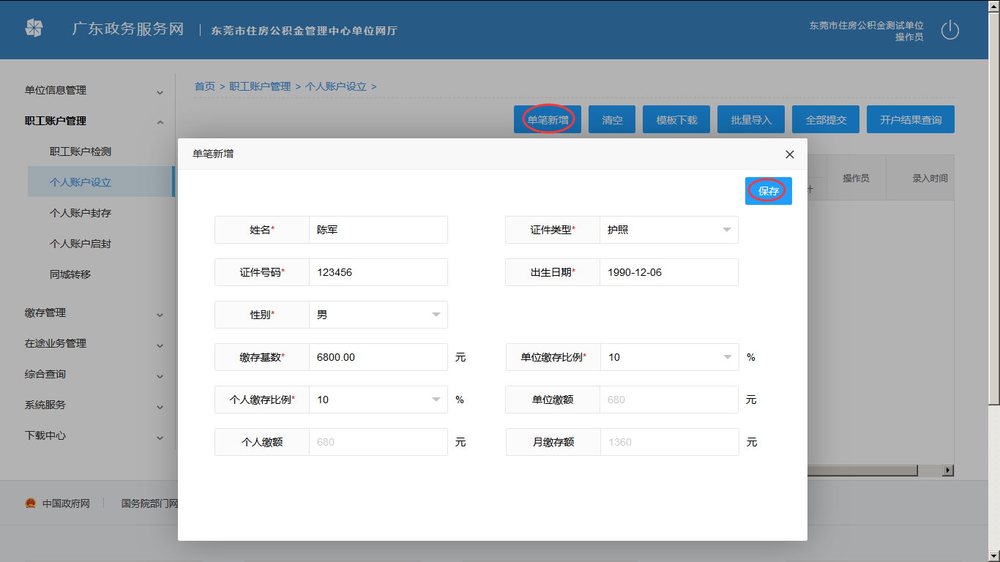 广东政务服务网
东莞市住房公积金管理中心单位网厅
东莞市住房公积金测试单位
操作员
单位信息管理
职工账户管理
职工账户检测
个人账户设立
个人账户封存
个人账户启封
同城转移
缴存管理
在途业务管理
综合查询
系统服务
下载中心
首页 > 职工账户管理 > 个人账户设立 >
单笔新增
清空
模板下载
批量导入
全部提交
开户结果查询
计
操作员
录入时间
单笔新增
保存
姓名* 陈军
证件类型* 护照
证件号码* 123456
出生日期* 1990-12-06
性别* 男
缴存基数* 6800.00 元
单位缴存比例* 10 %
个人缴存比例* 10 %
单位缴额 680 元
个人缴额 680 元
月缴存额 1360 元
中国政府网
国务院部门网